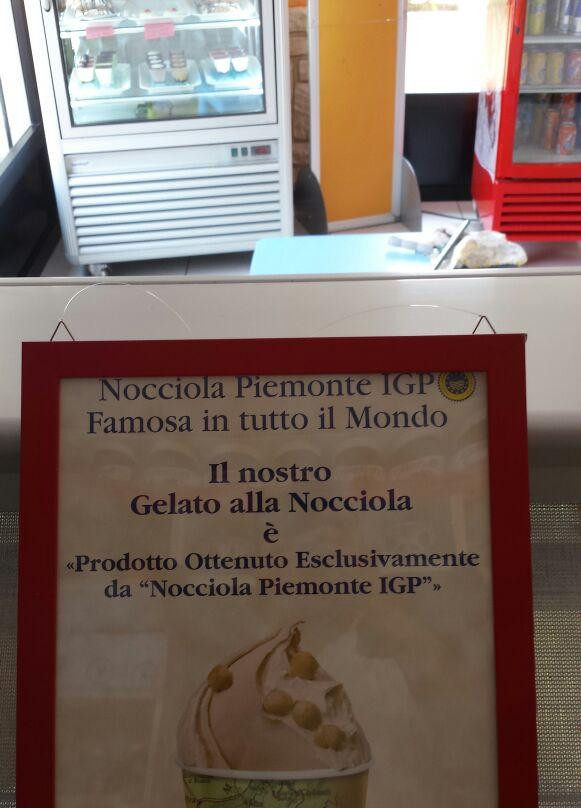 Nocciola Piemonte IGP
Famosa in tutto il Mondo
Il nostro
Gelato alla Nocciola
è
«Prodotto Ottenuto Esclusivamente
da “Nocciola Piemonte IGP”»